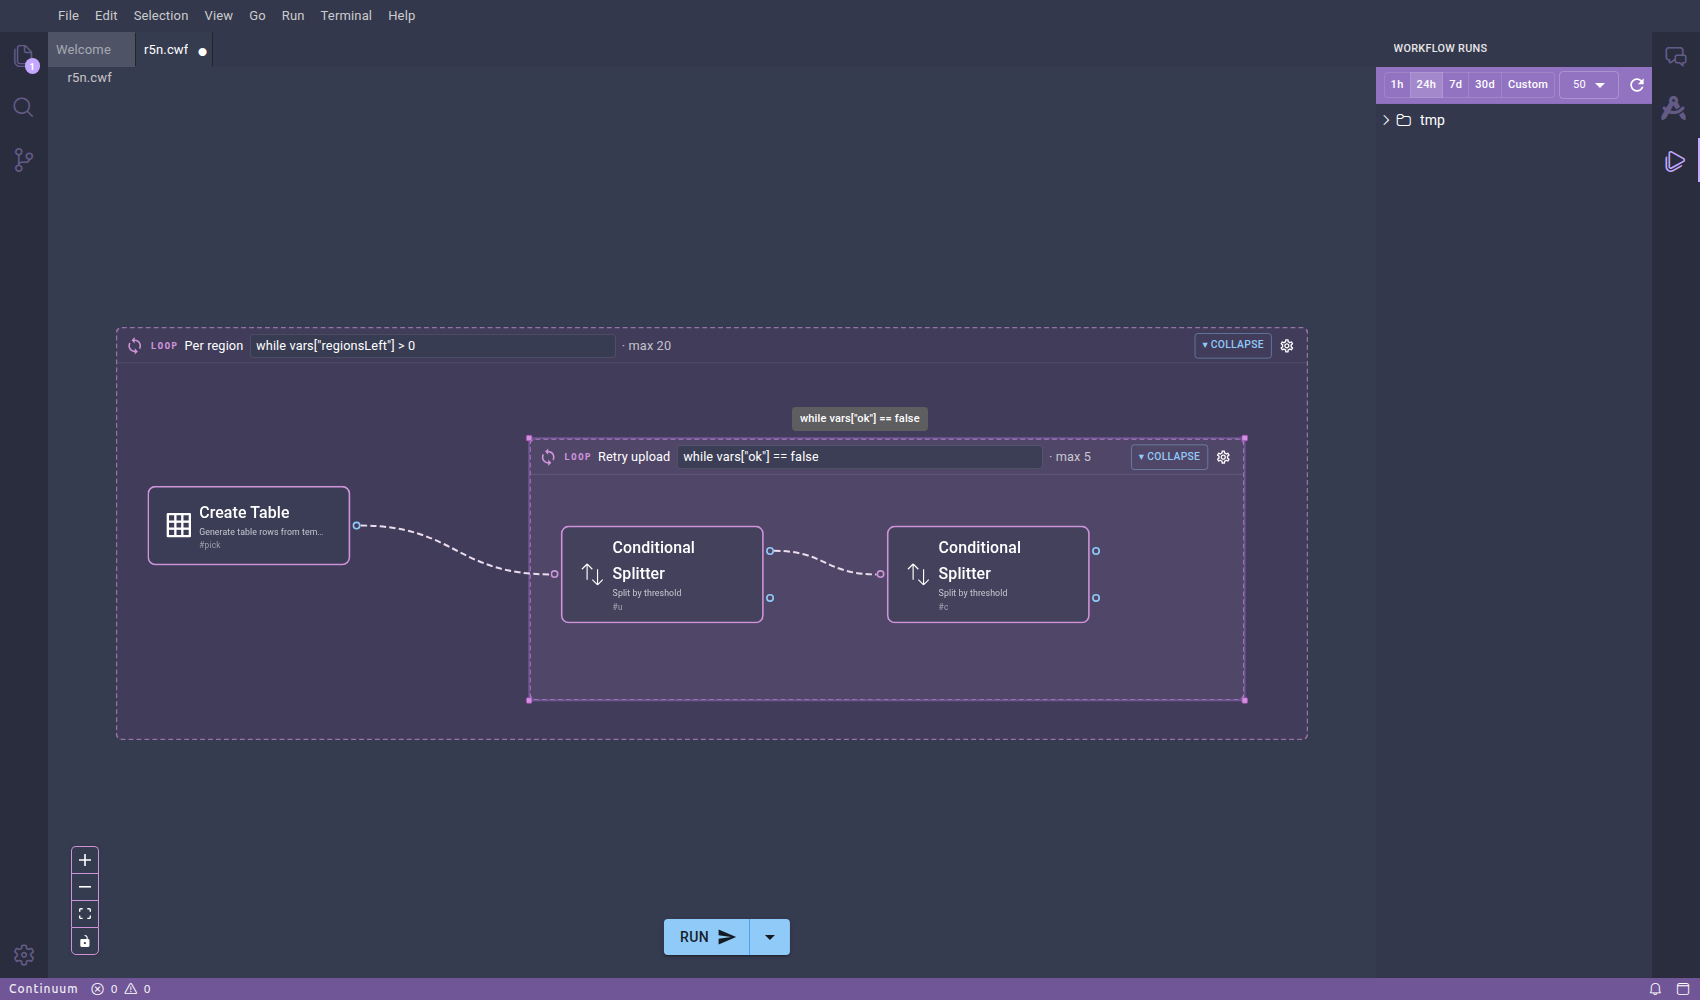 File Edit Selection View Go Run Terminal Help
Welcome r5n.cwf
r5n.cwf
WORKFLOW RUNS
1h 24h 7d 30d Custom 50
tmp
1
LOOP Per region while vars["regionsLeft"] > 0 · max 20 ▾ COLLAPSE
while vars["ok"] == false
LOOP Retry upload while vars["ok"] == false · max 5 ▾ COLLAPSE
Create Table
Generate table rows from tem...
#pick
Conditional
Splitter
Split by threshold
#u
Conditional
Splitter
Split by threshold
#c
RUN
Continuum 0 0